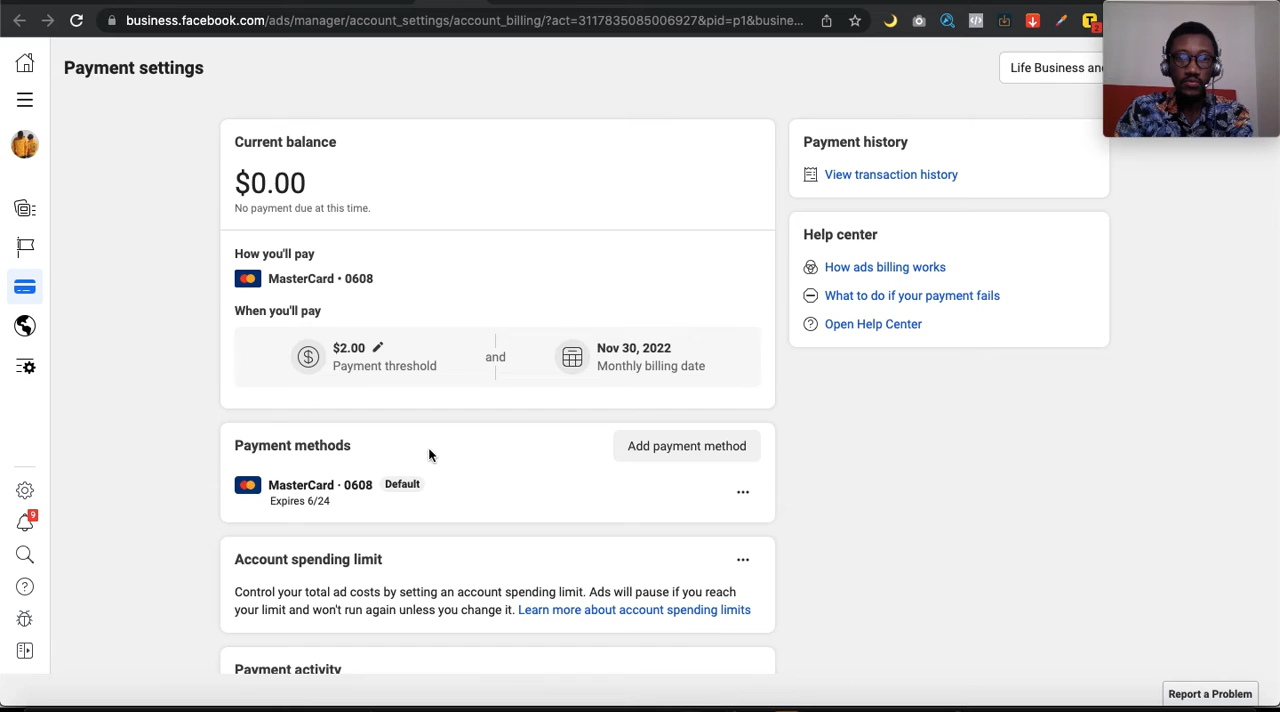 business.facebook.com/ads/manager/account_settings/account_billing/?act=3117835085006927&pid=p1&busine...
2
Payment settings
Life Business an
Current balance
$0.00
No payment due at this time.
How you'll pay
MasterCard • 0608
When you'll pay
$2.00
Payment threshold
and
Nov 30, 2022
Monthly billing date
Payment methods
Add payment method
MasterCard · 0608 Default
Expires 6/24
Account spending limit
Control your total ad costs by setting an account spending limit. Ads will pause if you reach
your limit and won't run again unless you change it. Learn more about account spending limits
Payment activity
Payment history
View transaction history
Help center
How ads billing works
What to do if your payment fails
Open Help Center
9
Report a Problem